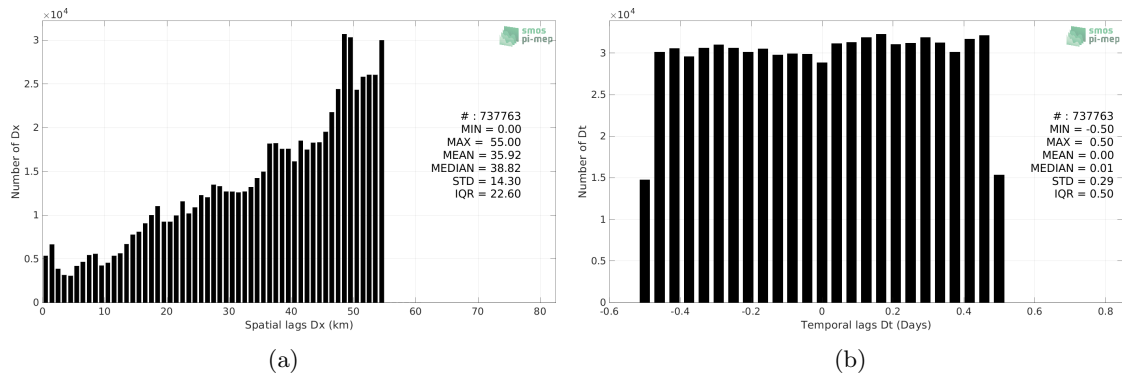 ×10⁴
3
2.5
2
1.5
1
0.5
0
Number of Dx
0 10 20 30 40 50 60 70 80
Spatial lags Dx (km)
smos
pi-mep
# : 737763
MIN = 0.00
MAX = 55.00
MEAN = 35.92
MEDIAN = 38.82
STD = 14.30
IQR = 22.60
(a)
×10⁴
3
2.5
2
1.5
1
0.5
0
Number of Dt
-0.6 -0.4 -0.2 0 0.2 0.4 0.6 0.8
Temporal lags Dt (Days)
smos
pi-mep
# : 737763
MIN = -0.50
MAX = 0.50
MEAN = 0.00
MEDIAN = 0.01
STD = 0.29
IQR = 0.50
(b)